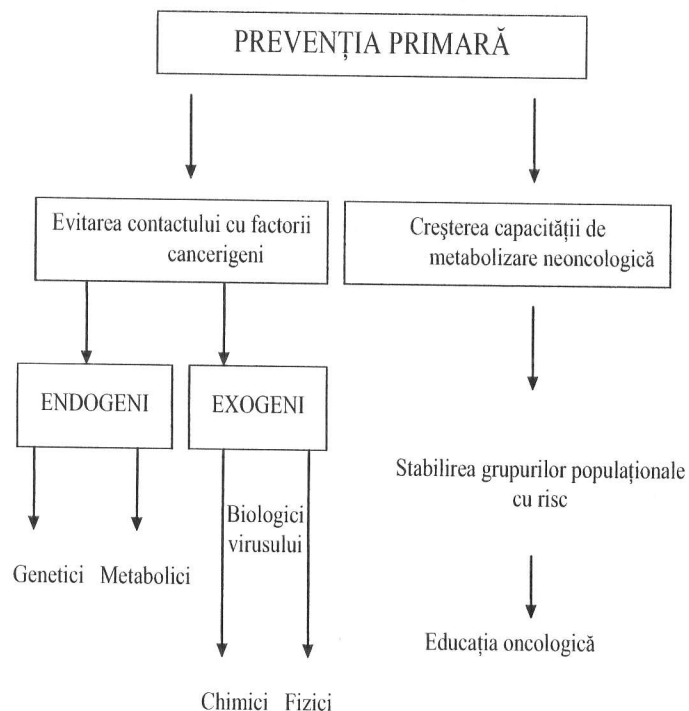 PREVENȚIA PRIMARĂ
Evitarea contactului cu factorii
cancerigeni
Creşterea capacității de
metabolizare neoncologică
ENDOGENI
EXOGENI
Genetici Metabolici
Biologici
virusului
Chimici Fizici
Stabilirea grupurilor populaționale
cu risc
Educația oncologică